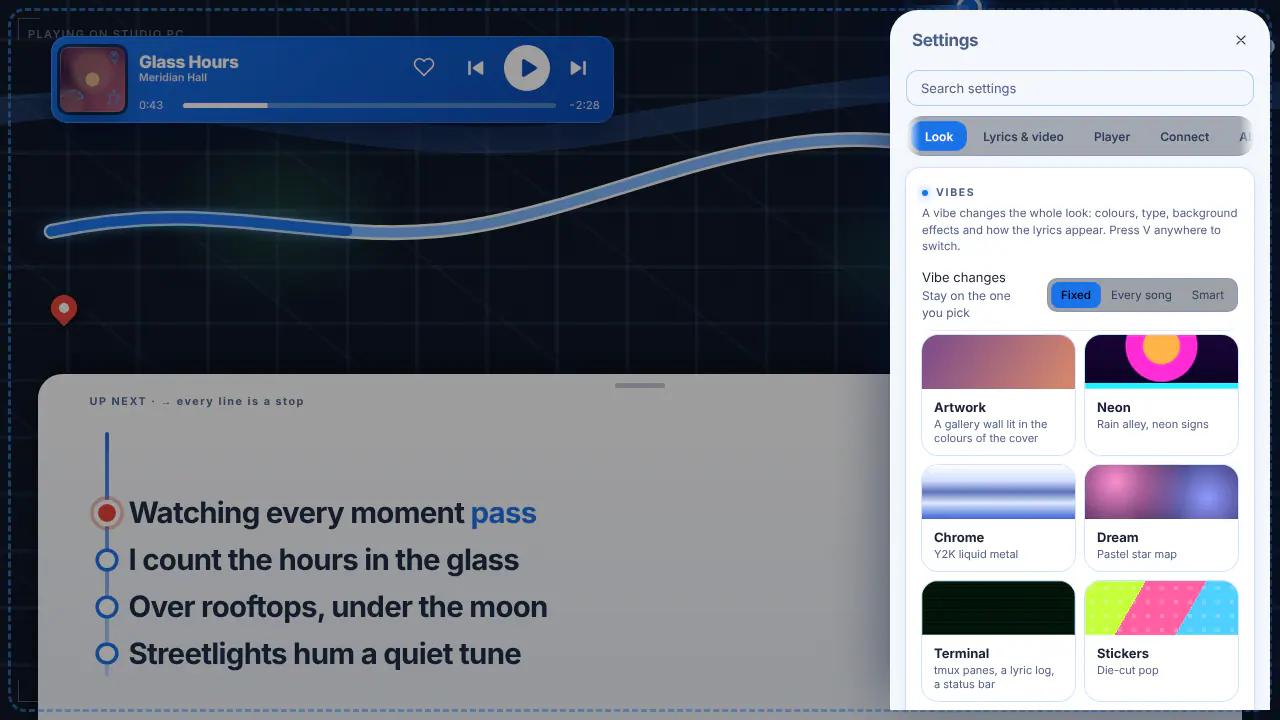 PLAYING ON STUDIO PC
Glass Hours
Meridian Hall
0:43
-2:28
UP NEXT · → every line is a stop
Watching every moment pass
I count the hours in the glass
Over rooftops, under the moon
Streetlights hum a quiet tune
Settings
Search settings
Look
Lyrics & video
Player
Connect
VIBES
A vibe changes the whole look: colours, type, background
effects and how the lyrics appear. Press V anywhere to
switch.
Vibe changes
Stay on the one
you pick
Fixed
Every song
Smart
Artwork
A gallery wall lit in the
colours of the cover
Neon
Rain alley, neon signs
Chrome
Y2K liquid metal
Dream
Pastel star map
Terminal
tmux panes, a lyric log,
a status bar
Stickers
Die-cut pop